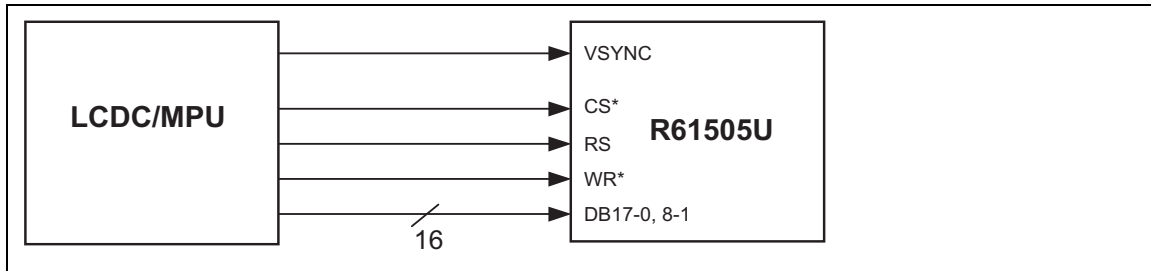 LCDC/MPU
VSYNC
CS*
R61505U
RS
WR*
DB17-0, 8-1
16